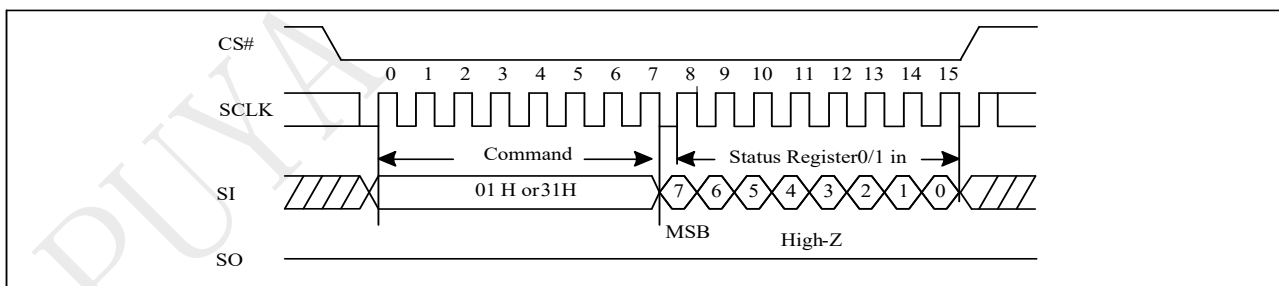 CS#
0 1 2 3 4 5 6 7 8 9 10 11 12 13 14 15
SCLK
Command Status Register0/1 in
SI 01 H or31H 7 6 5 4 3 2 1 0
MSB High-Z
SO
PUYA